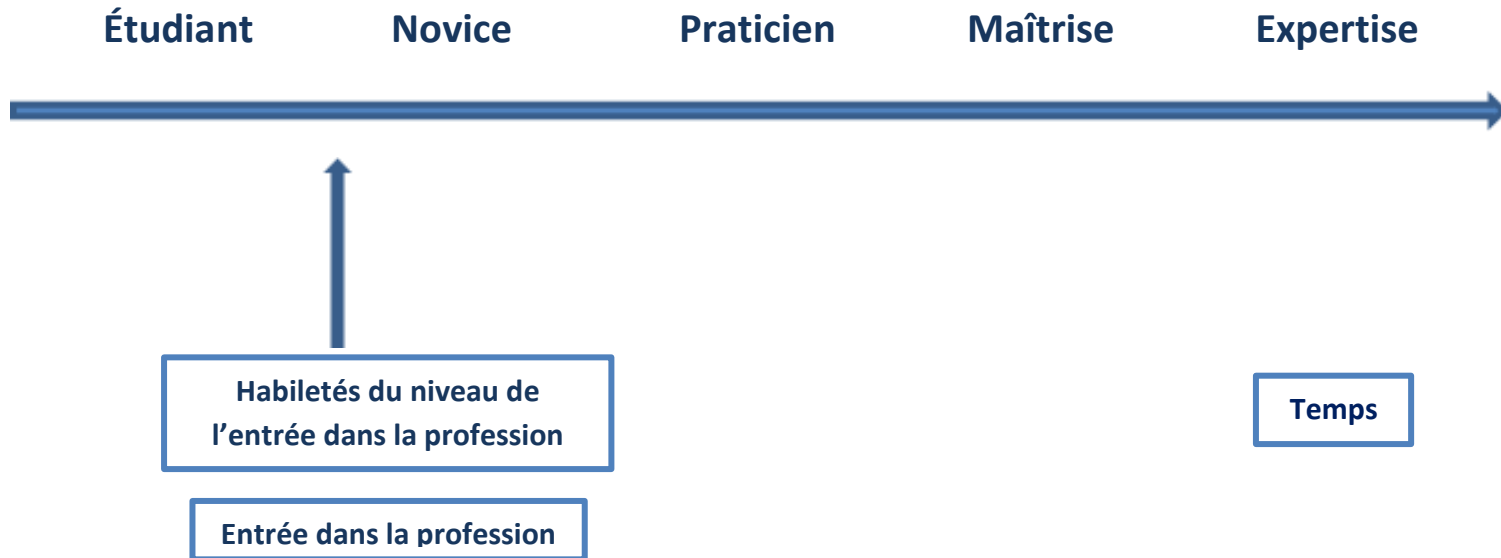 Étudiant Novice Praticien Maîtrise Expertise
Habiletés du niveau de
l’entrée dans la profession
Temps
Entrée dans la profession